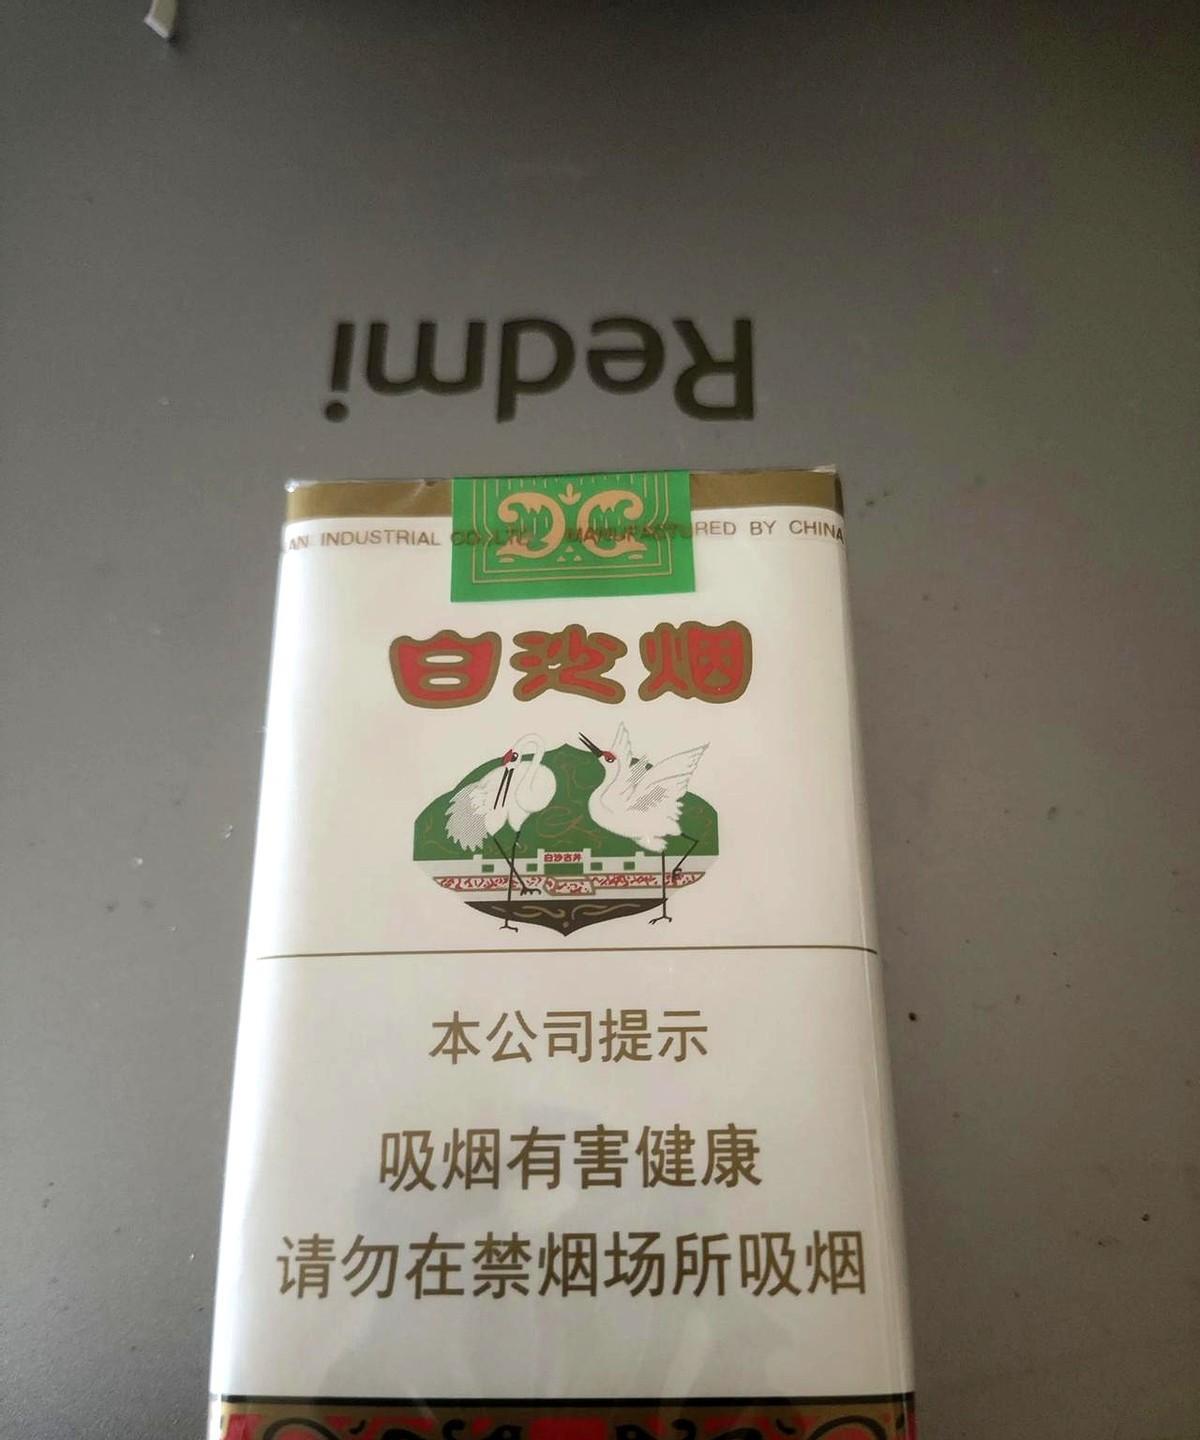 Redmi
AN INDUSTRIAL CO., LTD. MANUFACTURED BY CHINA
白沙烟
白沙古井
本公司提示
吸烟有害健康
请勿在禁烟场所吸烟